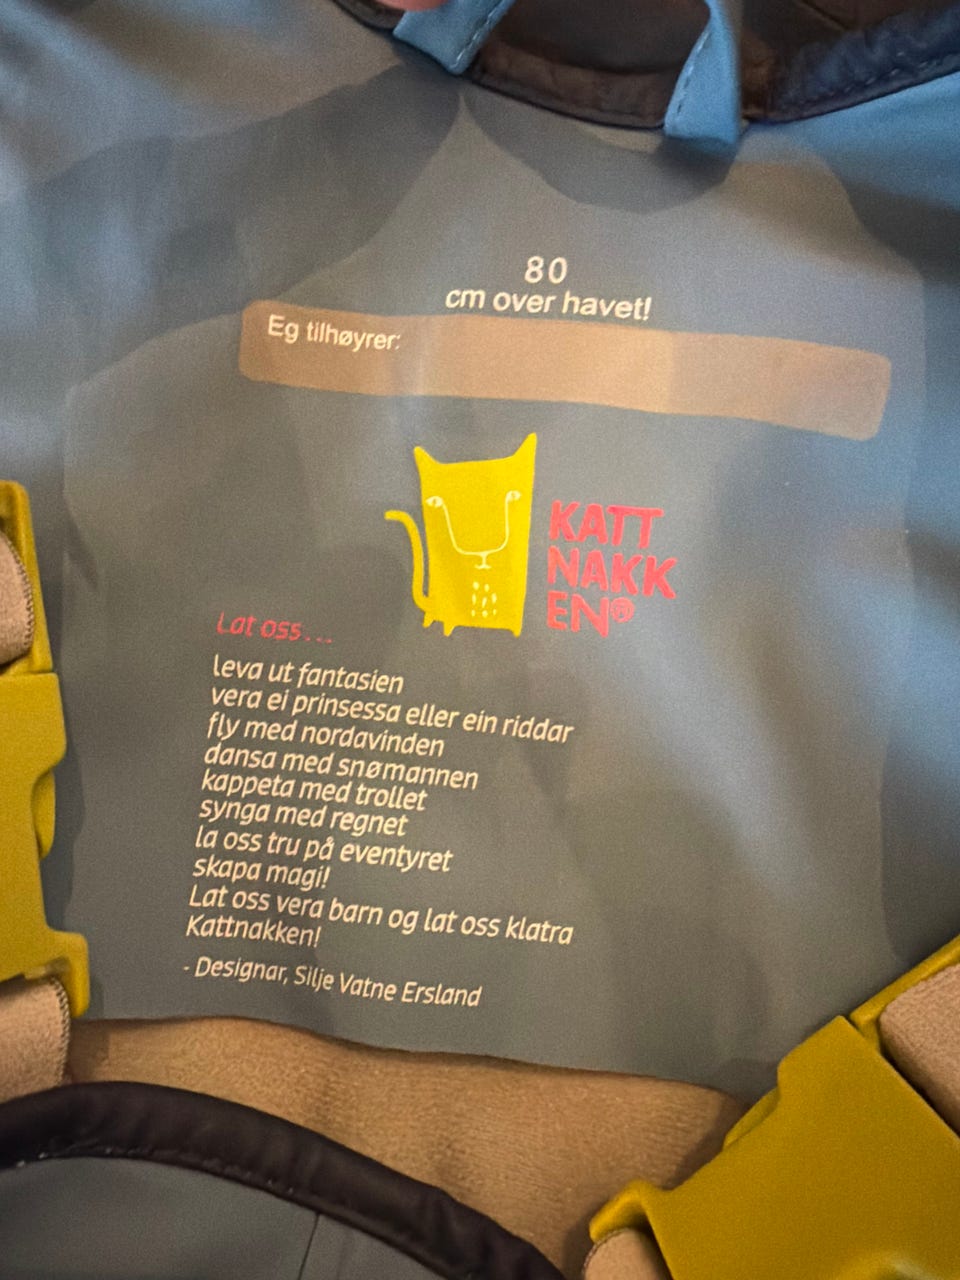 80
cm over havet!
Eg tilhøyrer:
KATT
NAKK
EN®
Lat oss...
leva ut fantasien
vera ei prinsessa eller ein riddar
fly med nordavinden
dansa med snømannen
kappeta med trollet
synga med regnet
la oss tru på eventyret
skapa magi!
Lat oss vera barn og lat oss klatra
Kattnakken!
- Designar, Silje Vatne Ersland